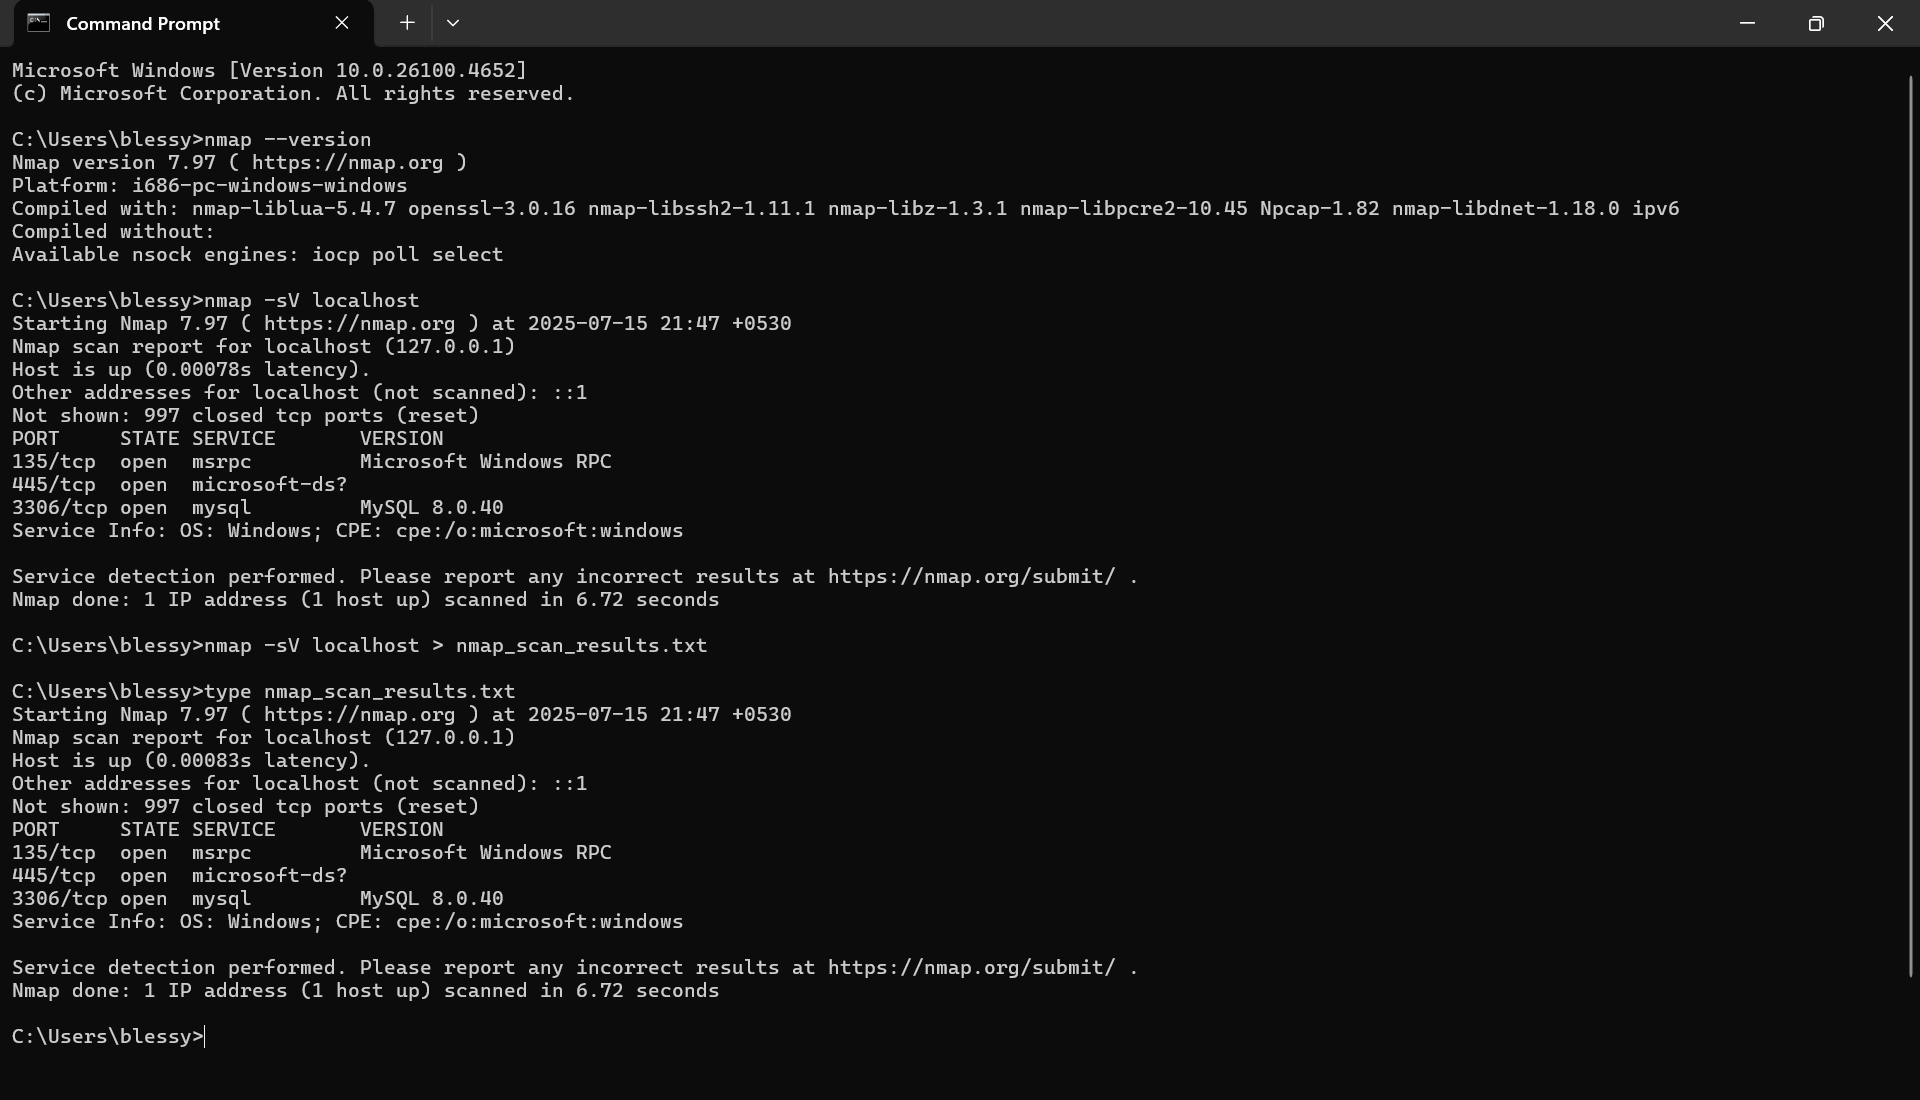 Command Prompt
Microsoft Windows [Version 10.0.26100.4652]
(c) Microsoft Corporation. All rights reserved.

C:\Users\blessy>nmap --version
Nmap version 7.97 ( https://nmap.org )
Platform: i686-pc-windows-windows
Compiled with: nmap-liblua-5.4.7 openssl-3.0.16 nmap-libssh2-1.11.1 nmap-libz-1.3.1 nmap-libpcre2-10.45 Npcap-1.82 nmap-libdnet-1.18.0 ipv6
Compiled without:
Available nsock engines: iocp poll select

C:\Users\blessy>nmap -sV localhost
Starting Nmap 7.97 ( https://nmap.org ) at 2025-07-15 21:47 +0530
Nmap scan report for localhost (127.0.0.1)
Host is up (0.00078s latency).
Other addresses for localhost (not scanned): ::1
Not shown: 997 closed tcp ports (reset)
PORT     STATE SERVICE       VERSION
135/tcp  open  msrpc         Microsoft Windows RPC
445/tcp  open  microsoft-ds?
3306/tcp open  mysql         MySQL 8.0.40
Service Info: OS: Windows; CPE: cpe:/o:microsoft:windows

Service detection performed. Please report any incorrect results at https://nmap.org/submit/ .
Nmap done: 1 IP address (1 host up) scanned in 6.72 seconds

C:\Users\blessy>nmap -sV localhost > nmap_scan_results.txt

C:\Users\blessy>type nmap_scan_results.txt
Starting Nmap 7.97 ( https://nmap.org ) at 2025-07-15 21:47 +0530
Nmap scan report for localhost (127.0.0.1)
Host is up (0.00083s latency).
Other addresses for localhost (not scanned): ::1
Not shown: 997 closed tcp ports (reset)
PORT     STATE SERVICE       VERSION
135/tcp  open  msrpc         Microsoft Windows RPC
445/tcp  open  microsoft-ds?
3306/tcp open  mysql         MySQL 8.0.40
Service Info: OS: Windows; CPE: cpe:/o:microsoft:windows

Service detection performed. Please report any incorrect results at https://nmap.org/submit/ .
Nmap done: 1 IP address (1 host up) scanned in 6.72 seconds

C:\Users\blessy>